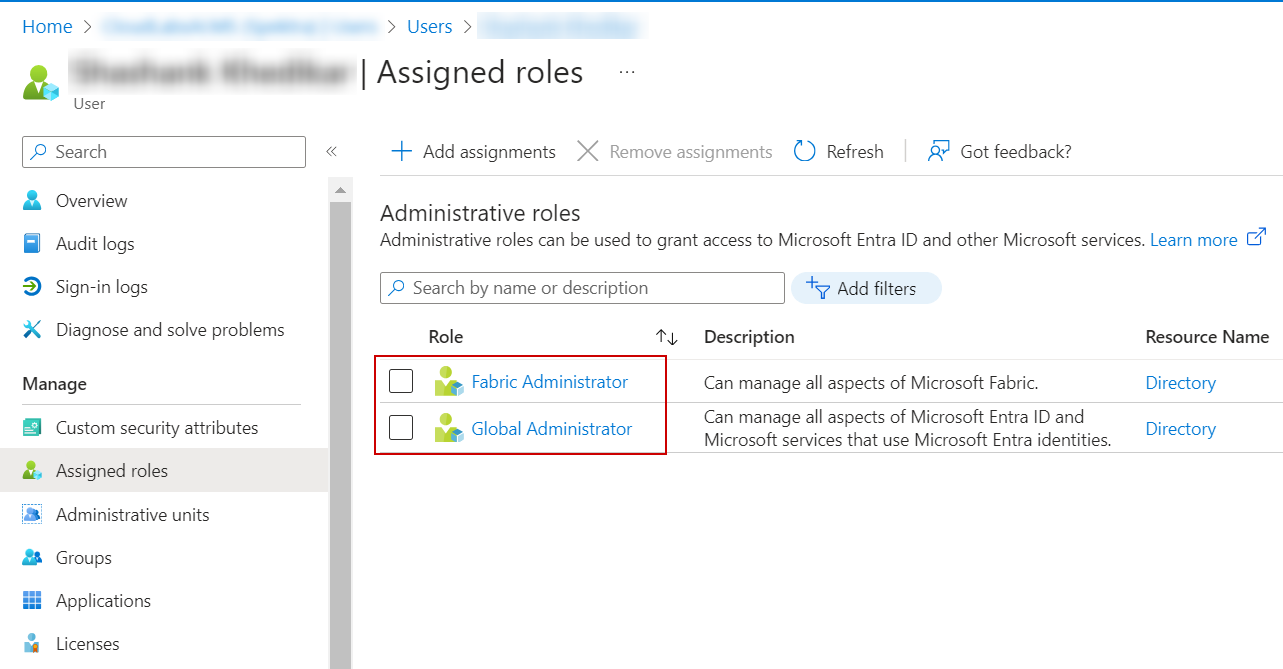 Home > > Users >
| Assigned roles ...
User
Search «
Add assignments Remove assignments Refresh Got feedback?
Overview
Audit logs
Sign-in logs
Diagnose and solve problems
Manage
Custom security attributes
Assigned roles
Administrative units
Groups
Applications
Licenses
Administrative roles
Administrative roles can be used to grant access to Microsoft Entra ID and other Microsoft services. Learn more
Search by name or description Add filters
Role Description Resource Name
Fabric Administrator Can manage all aspects of Microsoft Fabric. Directory
Global Administrator Can manage all aspects of Microsoft Entra ID and Directory
Microsoft services that use Microsoft Entra identities.